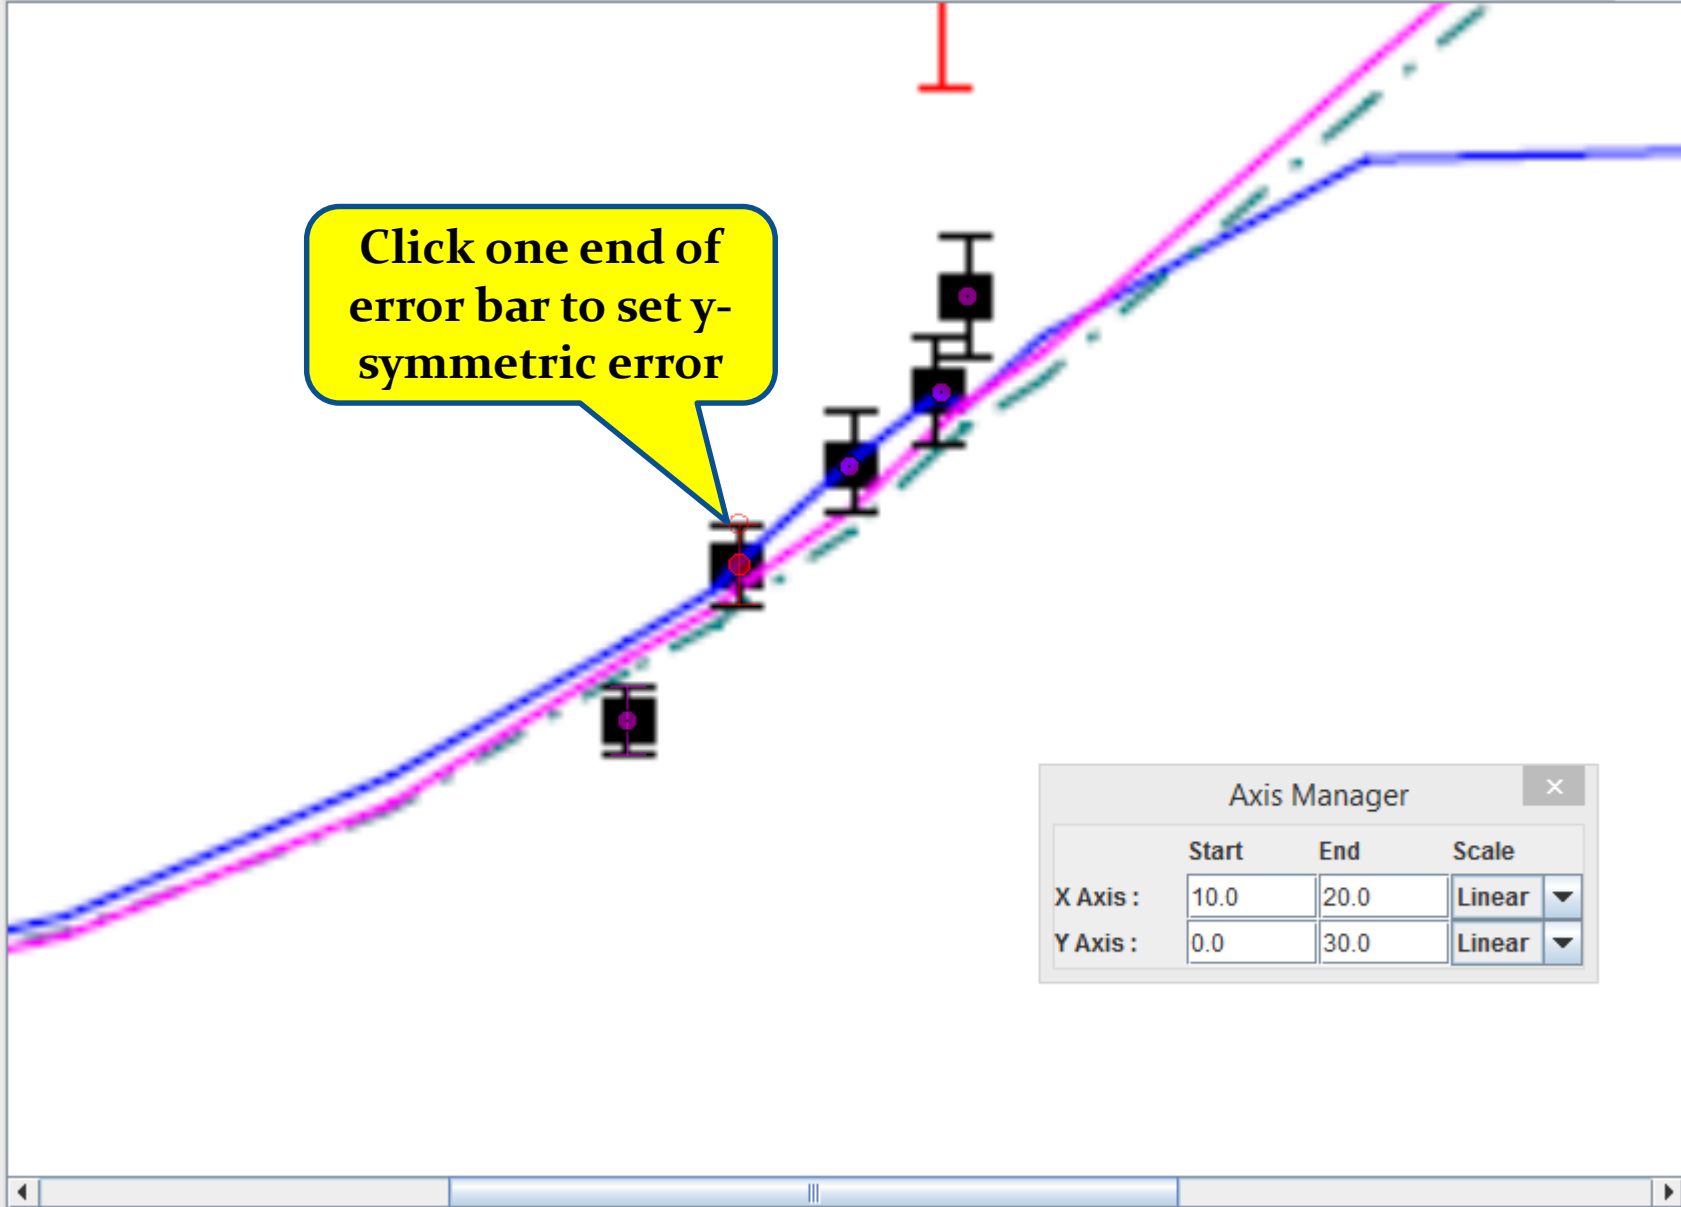 Click one end of
error bar to set y-
symmetric error
Axis Manager
Start End Scale
X Axis : 10.0 20.0 Linear
Y Axis : 0.0 30.0 Linear